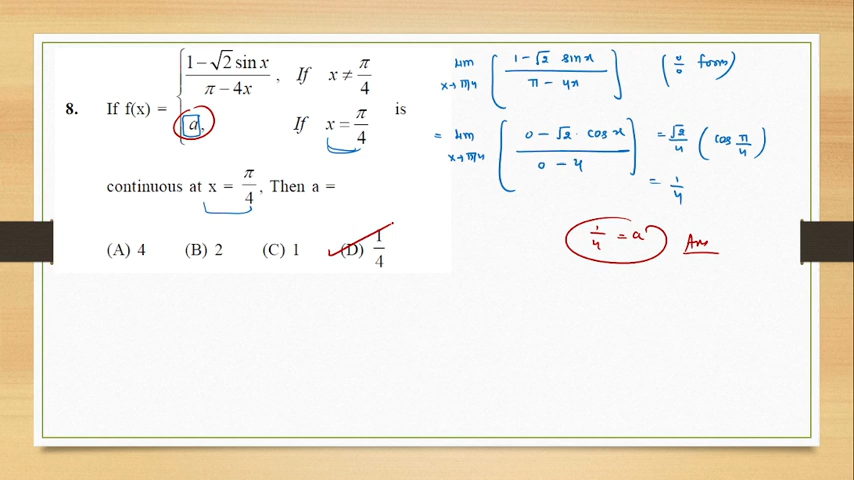 8. If f(x) = { (1−√2 sin x)/(π − 4x), If x ≠ π/4
a, If x = π/4 is
continuous at x = π/4, Then a =
(A) 4 (B) 2 (C) 1 (D) 1/4
lim x→π/4 [ (1−√2 sinx)/(π − 4x) ] (0/0 form)
= lim x→π/4 [ (0 − √2 · cos x)/(0 − 4) ] = √2/4 (cos π/4)
= 1/4
1/4 = a Ans